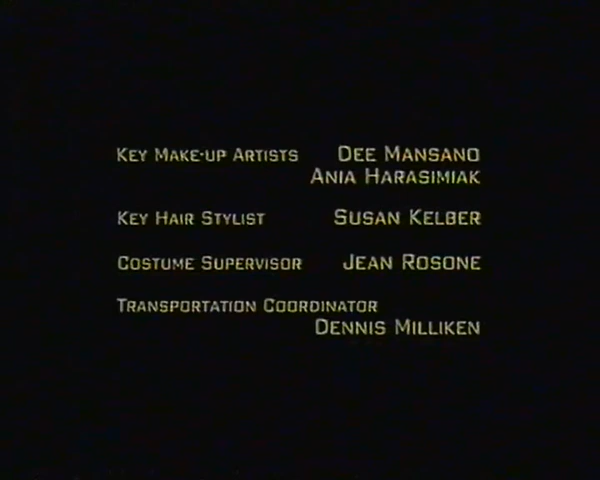 Key Make-up Artists Dee Mansano
Ania Harasimiak
Key Hair Stylist Susan Kelber
Costume Supervisor Jean Rosone
Transportation Coordinator
Dennis Milliken